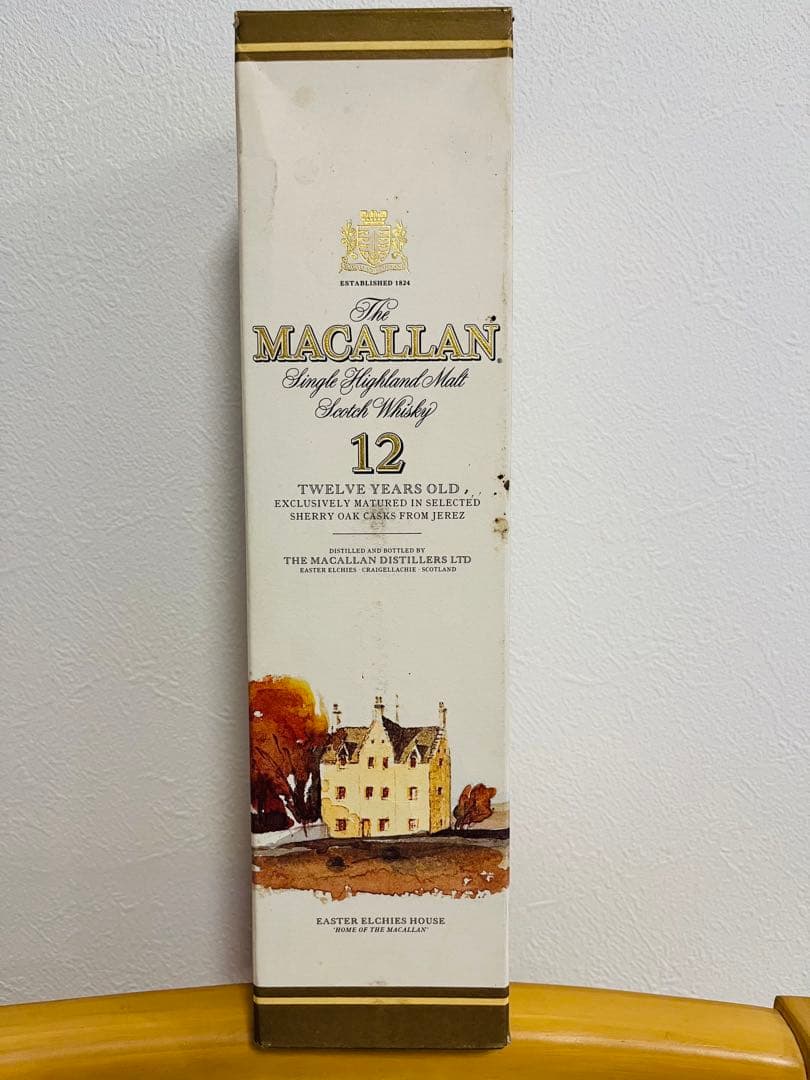 ESTABLISHED 1824
The
MACALLAN®
Single Highland Malt
Scotch Whisky
12
TWELVE YEARS OLD
EXCLUSIVELY MATURED IN SELECTED
SHERRY OAK CASKS FROM JEREZ
DISTILLED AND BOTTLED BY
THE MACALLAN DISTILLERS LTD
EASTER ELCHIES · CRAIGELLACHIE · SCOTLAND
EASTER ELCHIES HOUSE
'HOME OF THE MACALLAN'